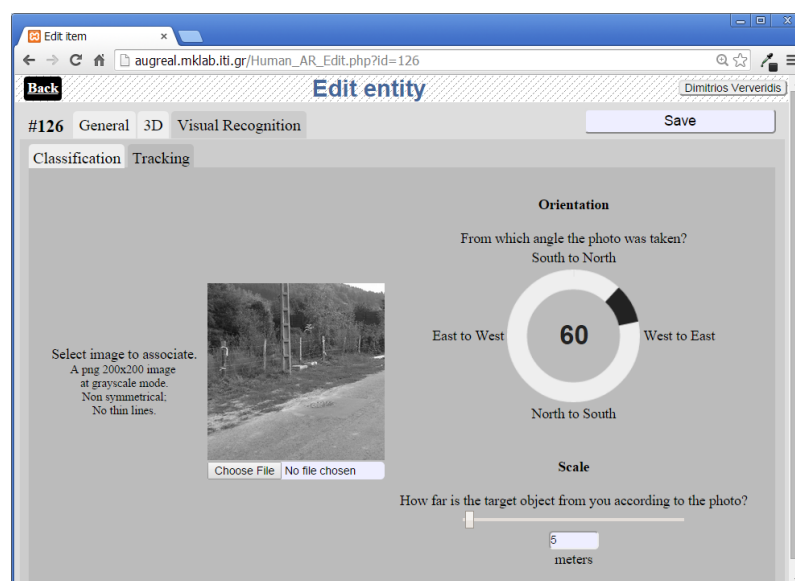 Edit item
augreal.mklab.iti.gr/Human_AR_Edit.php?id=126
Back
Edit entity
Dimitrios Ververidis
#126 General 3D Visual Recognition
Save
Classification Tracking
Orientation
From which angle the photo was taken?
South to North
East to West
60
West to East
North to South
Select image to associate.
A png 200x200 image
at grayscale mode.
Non symmetrical;
No thin lines.
Choose File No file chosen
Scale
How far is the target object from you according to the photo?
5
meters